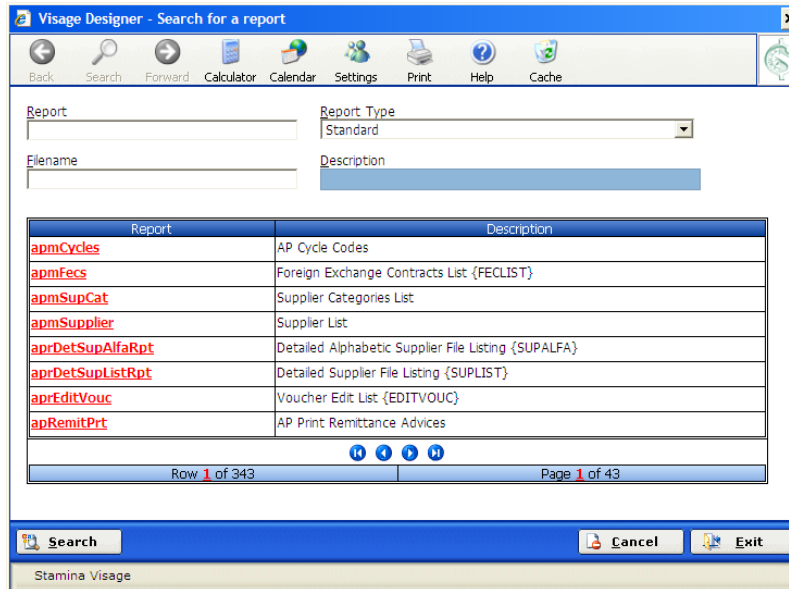 Visage Designer - Search for a report
Back Search Forward Calculator Calendar Settings Print Help Cache
Report Report Type
Standard
Filename Description
Report Description
apmCycles AP Cycle Codes
apmFecs Foreign Exchange Contracts List {FECLIST}
apmSupCat Supplier Categories List
apmSupplier Supplier List
aprDetSupAlfaRpt Detailed Alphabetic Supplier File Listing {SUPALFA}
aprDetSupListRpt Detailed Supplier File Listing {SUPLIST}
aprEditVouc Voucher Edit List {EDITVOUC}
apRemitPrt AP Print Remittance Advices
Row 1 of 343 Page 1 of 43
Search Cancel Exit
Stamina Visage